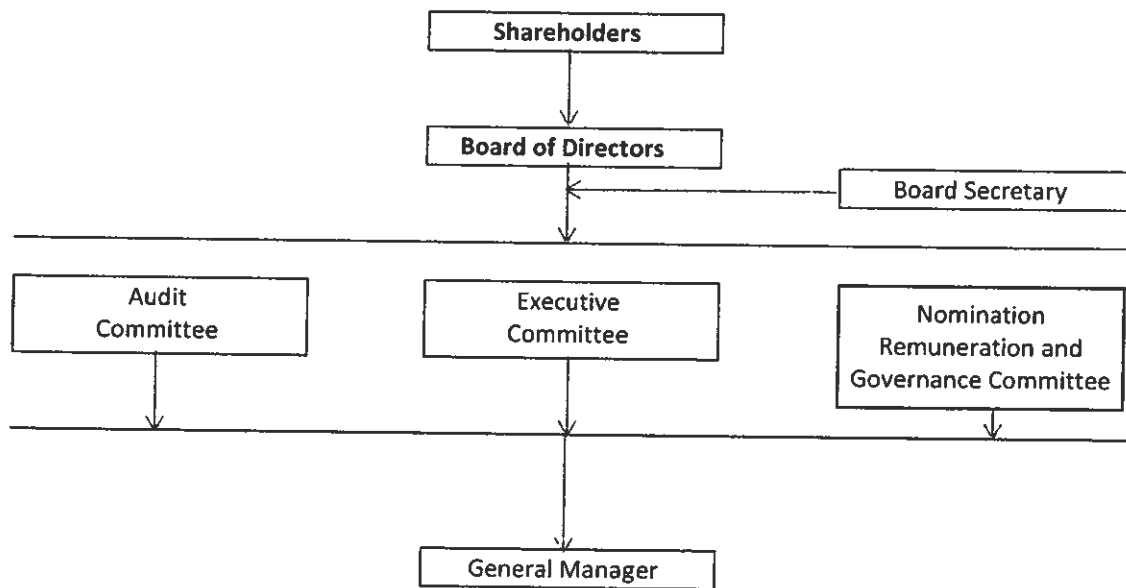 Shareholders
Board of Directors
Board Secretary
Audit
Committee
Executive
Committee
Nomination
Remuneration and
Governance Committee
General Manager